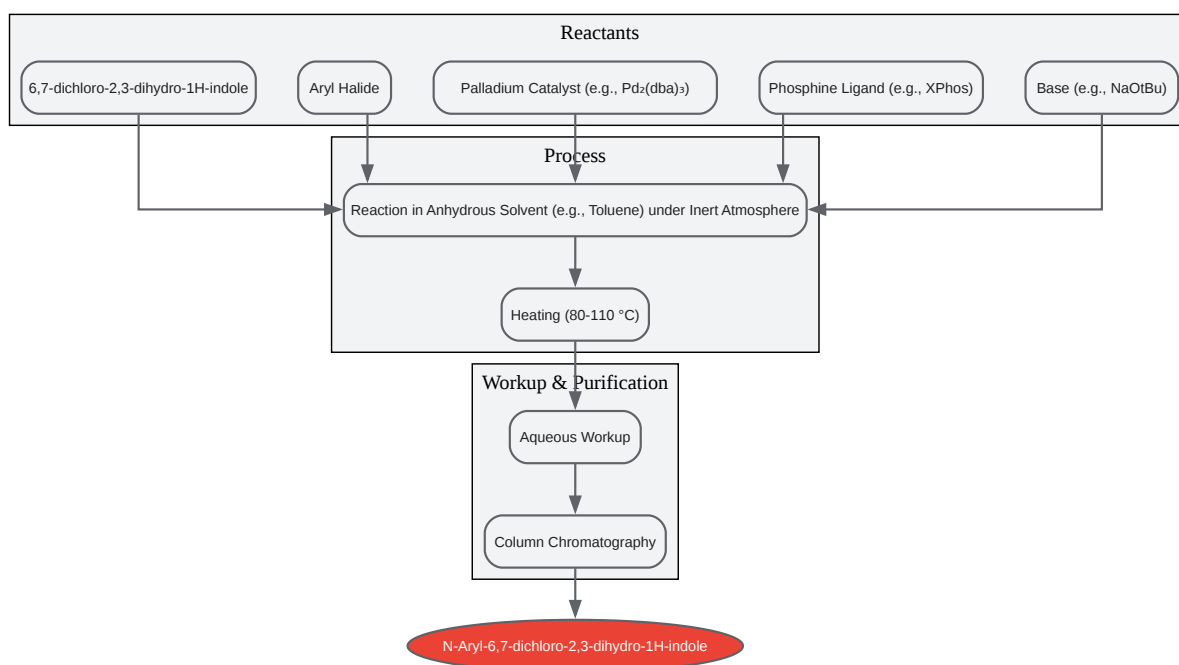 Reactants
6,7-dichloro-2,3-dihydro-1H-indole
Aryl Halide
Palladium Catalyst (e.g., Pd₂(dba)₃)
Phosphine Ligand (e.g., XPhos)
Base (e.g., NaOtBu)
Process
Reaction in Anhydrous Solvent (e.g., Toluene) under Inert Atmosphere
Heating (80-110 °C)
Workup & Purification
Aqueous Workup
Column Chromatography
N-Aryl-6,7-dichloro-2,3-dihydro-1H-indole